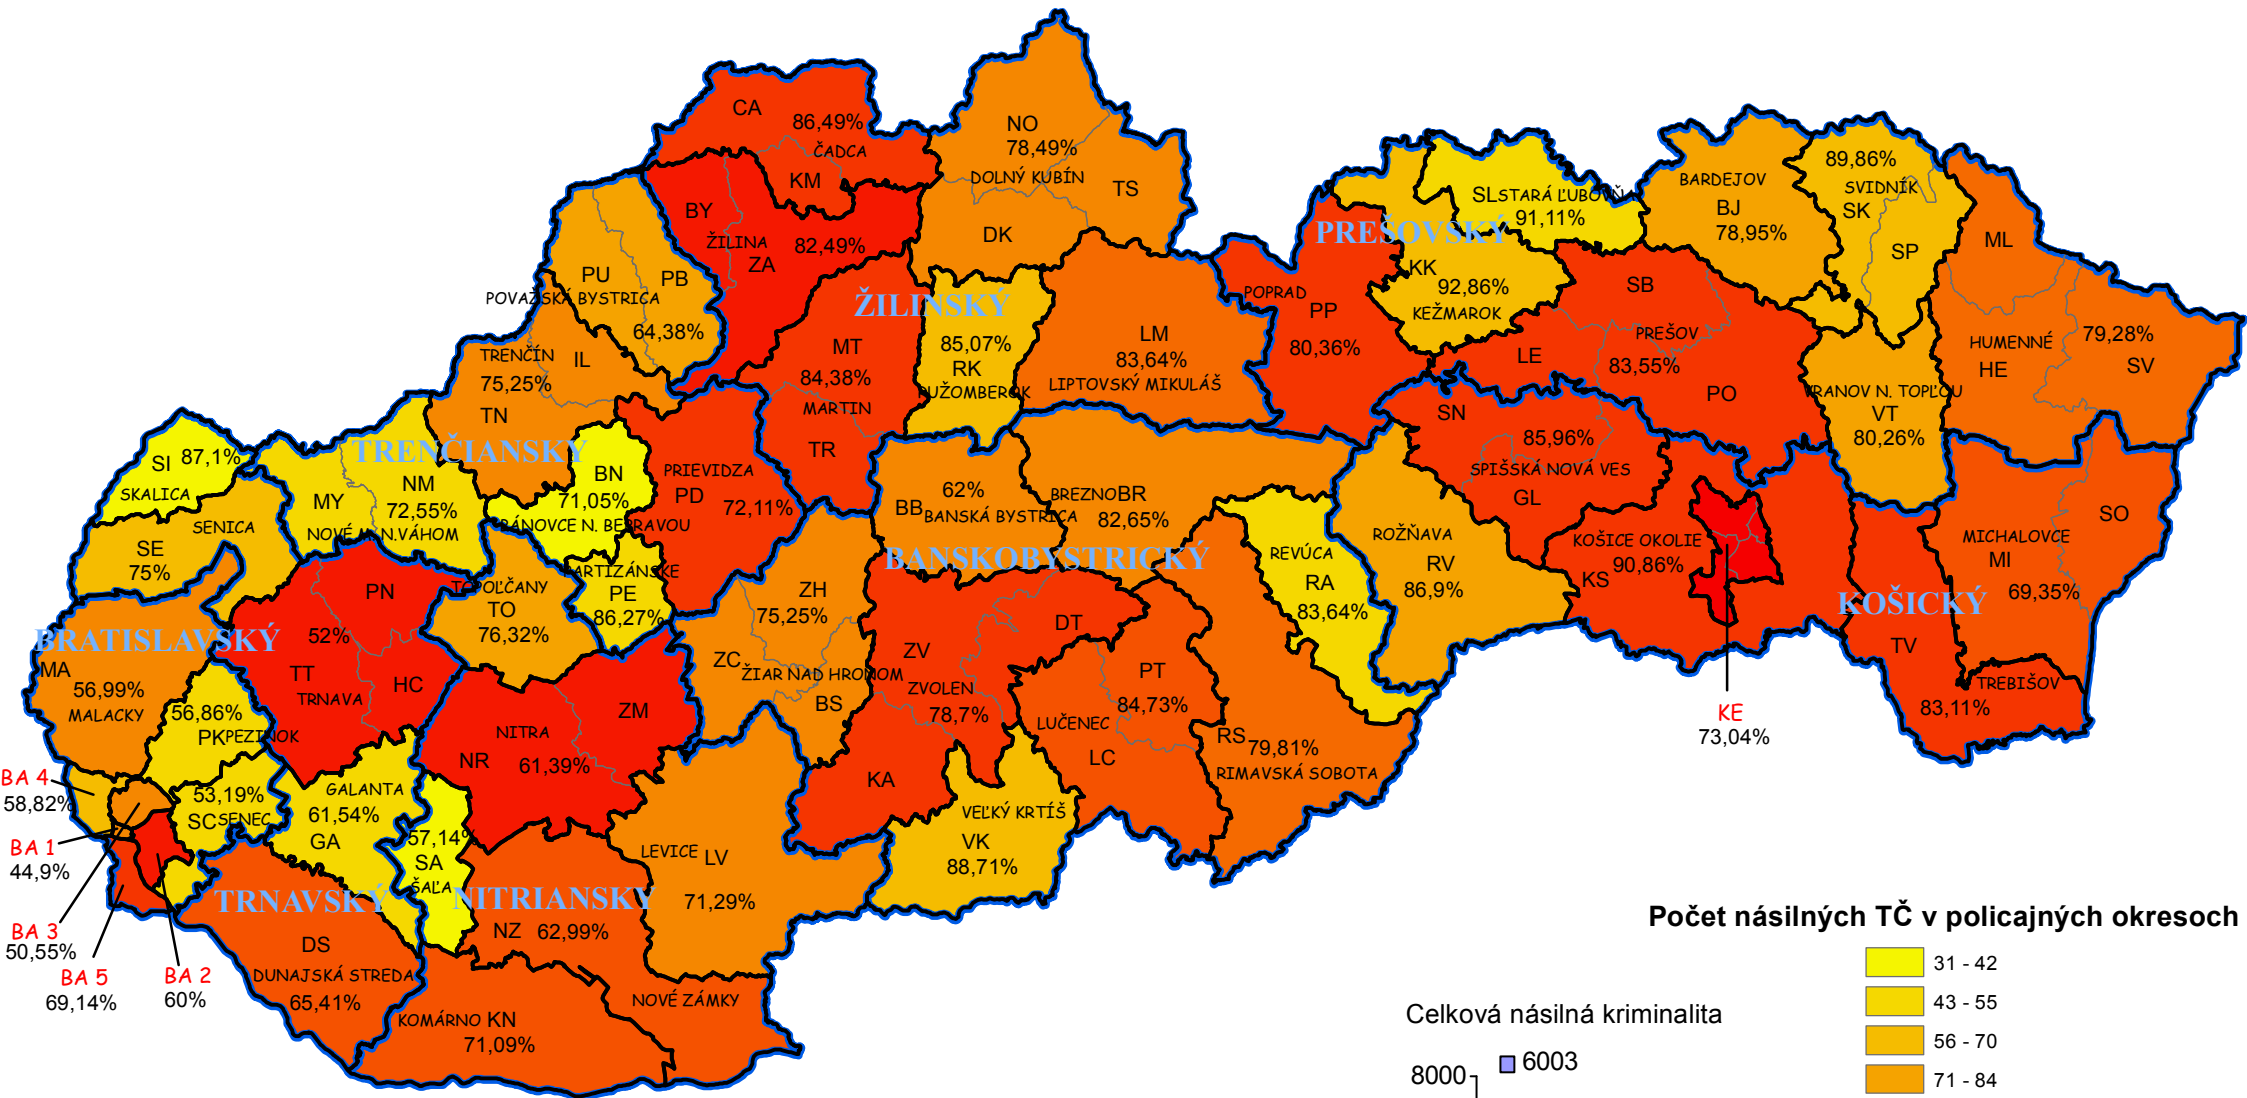 CA
86,49%
ČADCA
KM
NO
78,49%
DOLNÝ KUBÍN
TS
DK
BY
ŽILINA
82,49%
ZA
PU
PB
POVAŽSKÁ BYSTRICA
64,38%
ŽILINSKÝ
MT
84,38%
MARTIN
TR
85,07%
RK
RUŽOMBEROK
LM
83,64%
LIPTOVSKÝ MIKULÁŠ
PREŠOVSKÝ
POPRAD
PP
80,36%
KK
92,86%
KEŽMAROK
SL STARÁ ĽUBOVŇA
91,11%
BARDEJOV
BJ
78,95%
89,86%
SVIDNÍK
SK
SP
ML
HUMENNÉ
HE
79,28%
SV
SB
PREŠOV
LE
83,55%
PO
VRANOV N. TOPĽOU
VT
80,26%
TRENČÍN
IL
75,25%
TN
TRENČIANSKY
SI 87,1%
SKALICA
SENICA
SE
75%
MY
NM
72,55%
NOVÉ M. N.VÁHOM
BN
71,05%
BÁNOVCE N. BEBRAVOU
PRIEVIDZA
PD
72,11%
PARTIZÁNSKE
PE
86,27%
TOPOĽČANY
TO
76,32%
62%
BB
BANSKÁ BYSTRICA
BREZNO BR
82,65%
BANSKOBYSTRICKÝ
REVÚCA
RA
83,64%
ROŽŇAVA
RV
86,9%
SN
85,96%
SPIŠSKÁ NOVÁ VES
GL
KOŠICE OKOLIE
90,86%
KS
KE
73,04%
KOŠICKÝ
MICHALOVCE
MI
69,35%
SO
TV
TREBIŠOV
83,11%
BRATISLAVSKÝ
MA
56,99%
MALACKY
56,86%
PK PEZINOK
53,19%
SC SENEC
PN
52%
TT
TRNAVA
HC
GALANTA
61,54%
GA
57,14%
SA
ŠAĽA
NITRA
NR
61,39%
ZM
ZH
75,25%
ZC
ŽIAR NAD HRONOM
BS
ZV
ZVOLEN
78,7%
DT
KA
PT
84,73%
LUČENEC
LC
RS
79,81%
RIMAVSKÁ SOBOTA
VEĽKÝ KRTÍŠ
VK
88,71%
LEVICE LV
71,29%
BA 4
58,82%
BA 1
44,9%
BA 3
50,55%
BA 5
69,14%
BA 2
60%
TRNAVSKÝ
DS
DUNAJSKÁ STREDA
65,41%
NITRIANSKY
NZ 62,99%
NOVÉ ZÁMKY
KOMÁRNO KN
71,09%
Počet násilných TČ v policajných okresoch
31 - 42
43 - 55
56 - 70
71 - 84
Celková násilná kriminalita
6003
8000